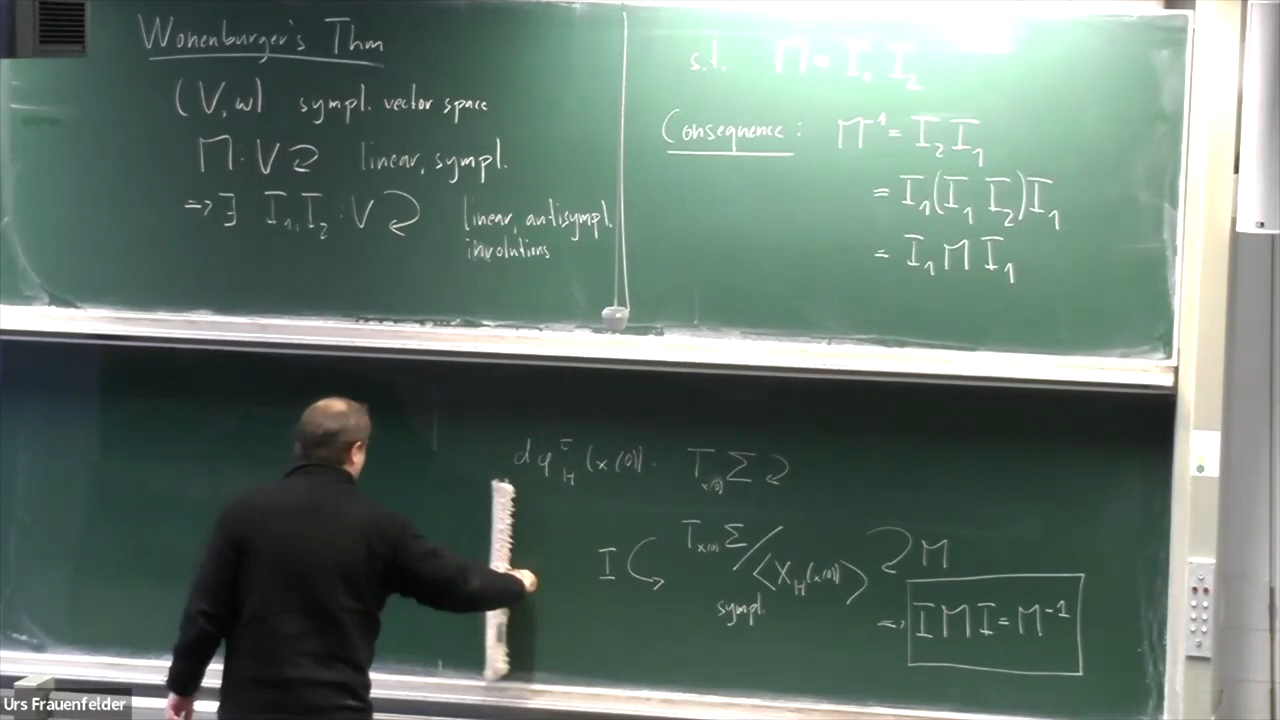 Wonenburger's Thm
(V, ω) sympl. vector space
M: V ↻ linear, sympl.
=> ∃ I₁, I₂ : V ↻ linear, antisympl. involutions
s.t. M = I₁ I₂
Consequence: M⁻¹ = I₂ I₁
= I₁(I₁ I₂)I₁
= I₁ M I₁
dφ_H^τ (x(0)): T_x(0) Σ ↻
I ↻ T_x(0) Σ / ⟨X_H(x(0))⟩ ↻ M
sympl.
=> I M I = M⁻¹
Urs Frauenfelder